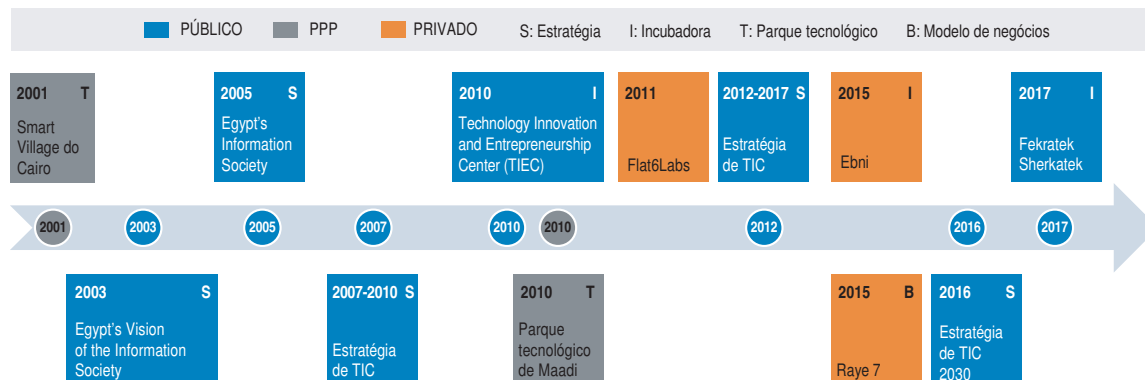 PÚBLICO PPP PRIVADO S: Estratégia I: Incubadora T: Parque tecnológico B: Modelo de negócios
2001 T
Smart
Village do
Cairo
2005 S
Egypt's
Information
Society
2010 I
Technology Innovation
and Entrepreneurship
Center (TIEC)
2011
Flat6Labs
2012-2017 S
Estratégia
de TIC
2015 I
Ebni
2017 I
Fekratek
Sherkatek
2001 2003 2005 2007 2010 2010 2012 2016 2017
2003 S
Egypt's Vision
of the Information
Society
2007-2010 S
Estratégia
de TIC
2010 T
Parque
tecnológico
de Maadi
2015 B
Raye 7
2016 S
Estratégia
de TIC
2030